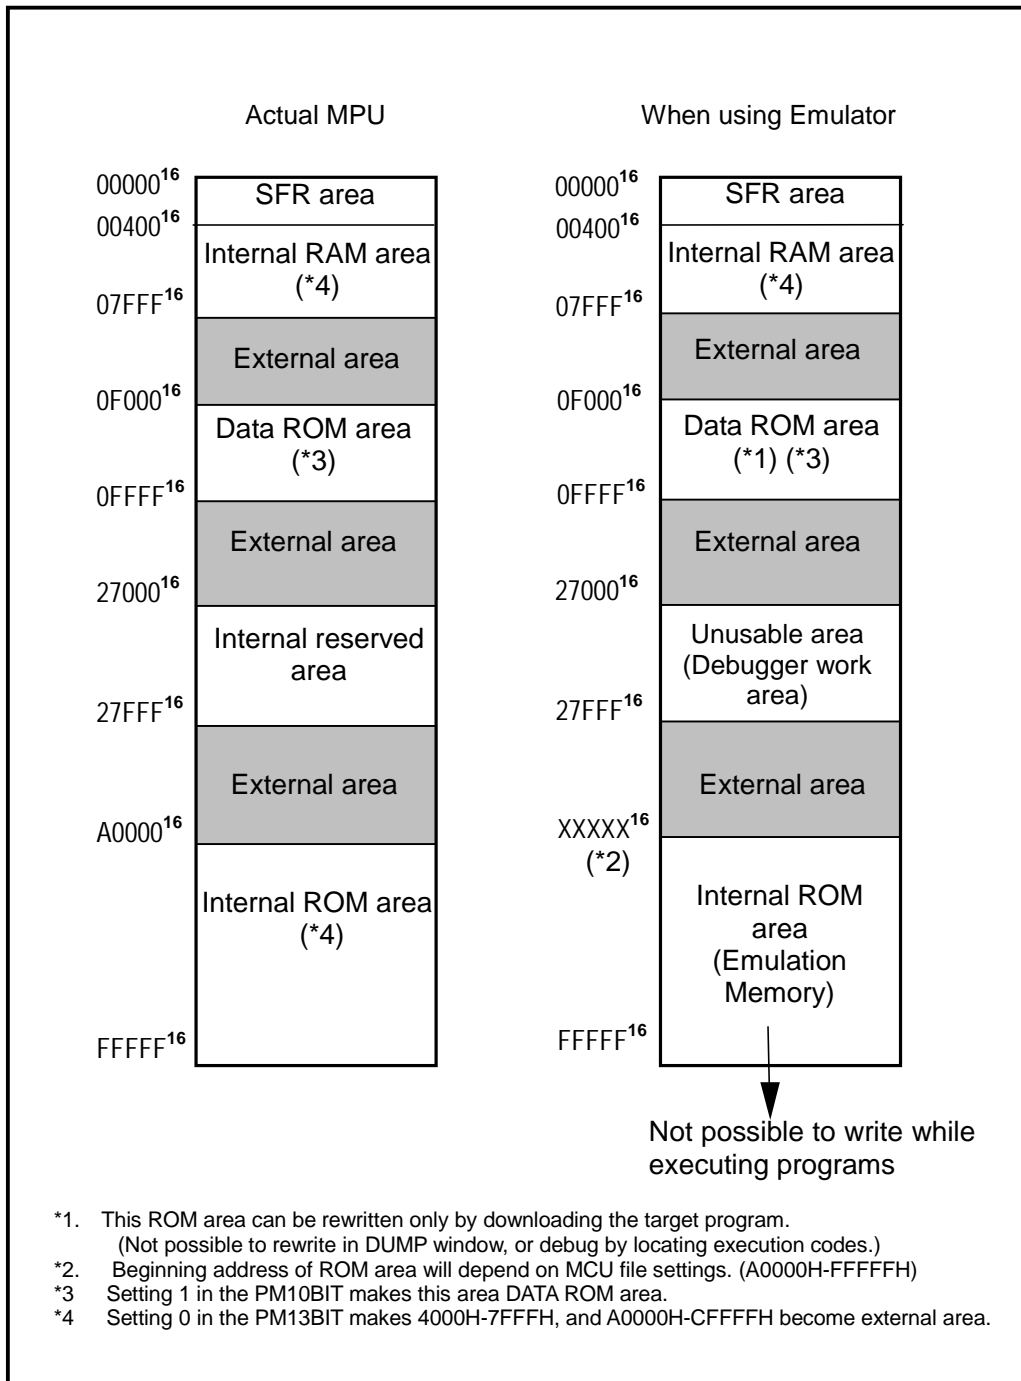 Actual MPU
0000016
SFR area
0040016
Internal RAM area
(*4)
07FFF16
External area
0F00016
Data ROM area
(*3)
0FFFF16
External area
2700016
Internal reserved
area
27FFF16
External area
A000016
Internal ROM area
(*4)
FFFFF16
When using Emulator
0000016
SFR area
0040016
Internal RAM area
(*4)
07FFF16
External area
0F00016
Data ROM area
(*1) (*3)
0FFFF16
External area
2700016
Unusable area
(Debugger work
area)
27FFF16
External area
XXXXX16
(*2)
Internal ROM
area
(Emulation
Memory)
FFFFF16
Not possible to write while
executing programs
*1. This ROM area can be rewritten only by downloading the target program.
(Not possible to rewrite in DUMP window, or debug by locating execution codes.)
*2. Beginning address of ROM area will depend on MCU file settings. (A0000H-FFFFFH)
*3 Setting 1 in the PM10BIT makes this area DATA ROM area.
*4 Setting 0 in the PM13BIT makes 4000H-7FFFH, and A0000H-CFFFFH become external area.